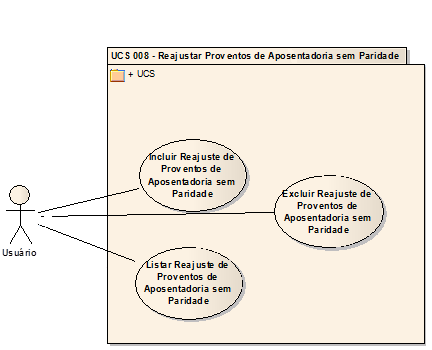 UCS 008 - Reajustar Proventos de Aposentadoria sem Paridade
+ UCS
Incluir Reajuste de
Proventos de
Aposentadoria sem
Paridade
Excluir Reajuste de
Proventos de
Aposentadoria sem
Paridade
Usuário
Listar Reajuste de
Proventos de
Aposentadoria sem
Paridade